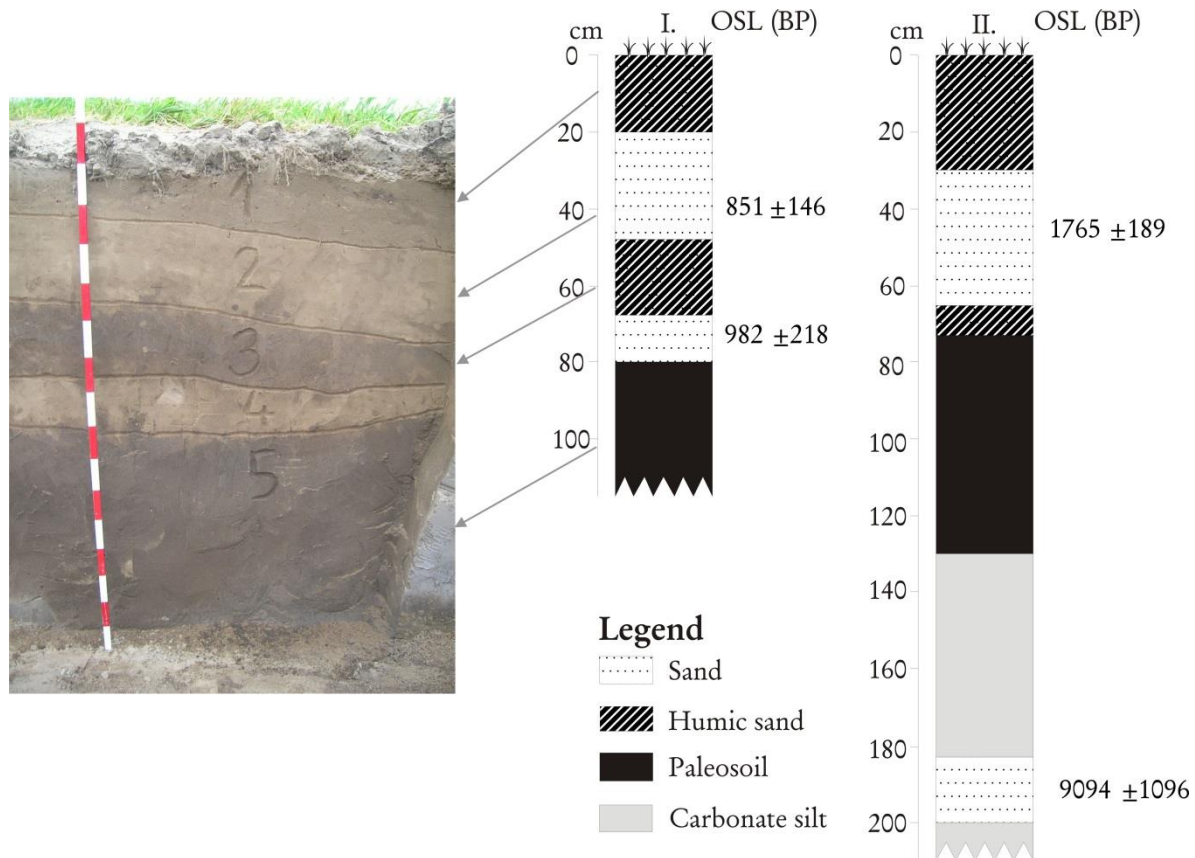 cm
I.
OSL (BP)
0
20
40
60
80
100
851 ±146
982 ±218
1
2
3
4
5
cm
II.
OSL (BP)
0
20
40
60
80
100
120
140
160
180
200
1765 ±189
9094 ±1096
Legend
Sand
Humic sand
Paleosoil
Carbonate silt